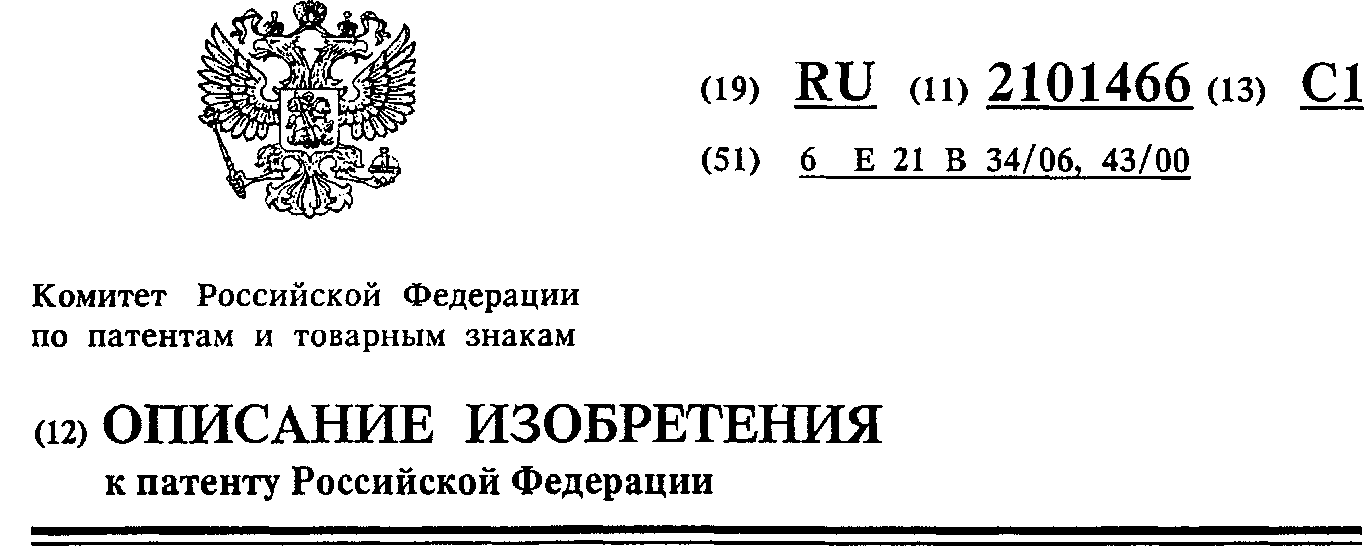 (19) RU (11) 2101466 (13) C1
(51) 6 E 21 B 34/06, 43/00
Комитет Российской Федерации
по патентам и товарным знакам
(12) ОПИСАНИЕ ИЗОБРЕТЕНИЯ
к патенту Российской Федерации